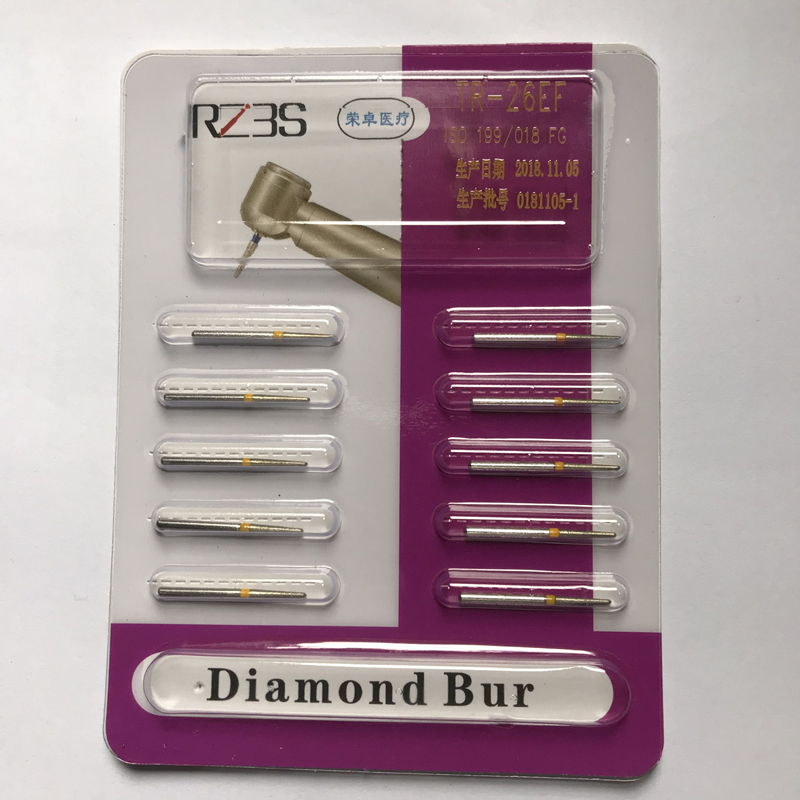 RZBS
荣卓医疗
TR-26EF
ISO 199/018 FG
生产日期 2018.11.05
生产批号 0181105-1
Diamond Bur